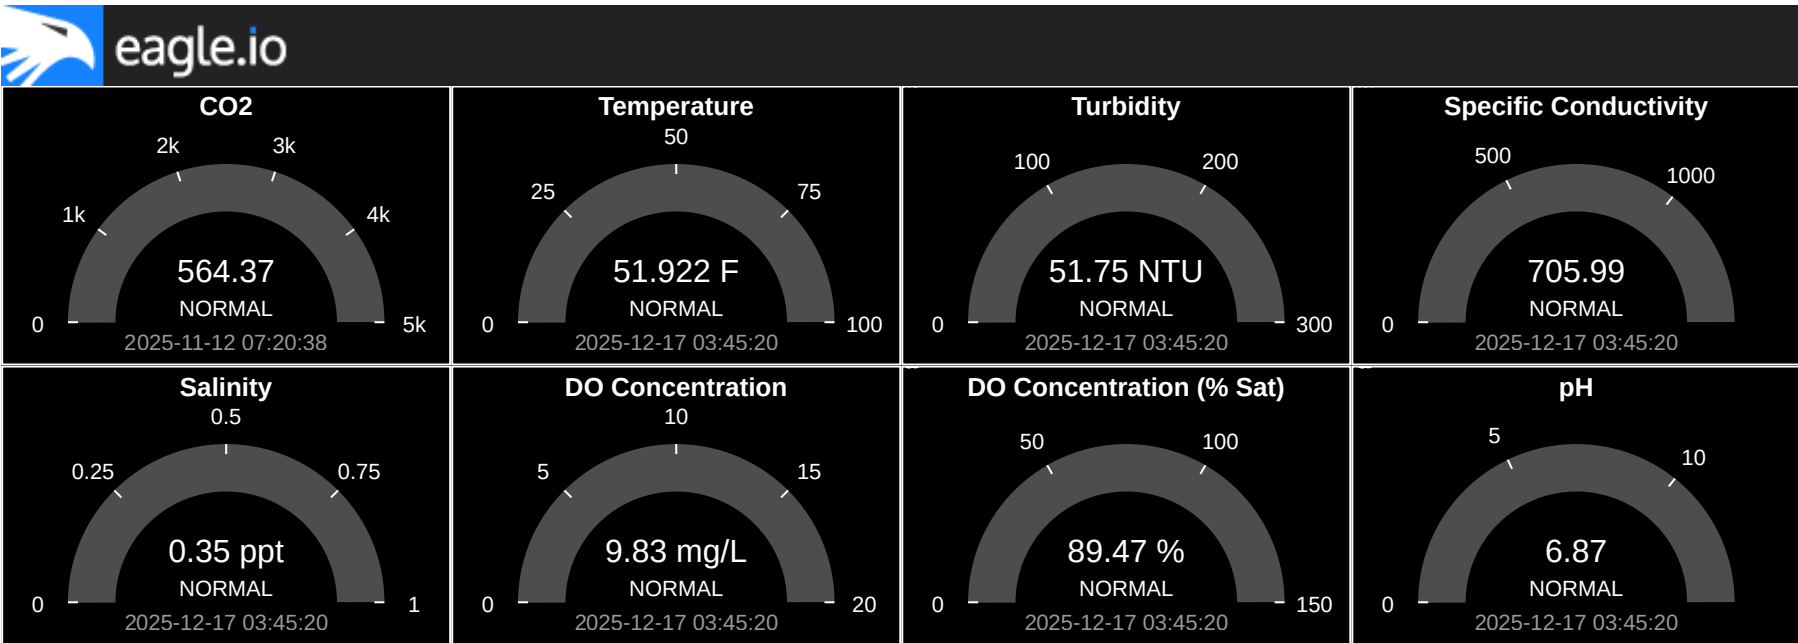 eagle.io
CO2
0
1k
2k
3k
4k
5k
564.37
NORMAL
2025-11-12 07:20:38
Temperature
0
25
50
75
100
51.922 F
NORMAL
2025-12-17 03:45:20
Turbidity
0
100
200
300
51.75 NTU
NORMAL
2025-12-17 03:45:20
Specific Conductivity
0
500
1000
705.99
NORMAL
2025-12-17 03:45:20
Salinity
0
0.25
0.5
0.75
1
0.35 ppt
NORMAL
2025-12-17 03:45:20
DO Concentration
0
5
10
15
20
9.83 mg/L
NORMAL
2025-12-17 03:45:20
DO Concentration (% Sat)
0
50
100
150
89.47 %
NORMAL
2025-12-17 03:45:20
pH
0
5
10
6.87
NORMAL
2025-12-17 03:45:20